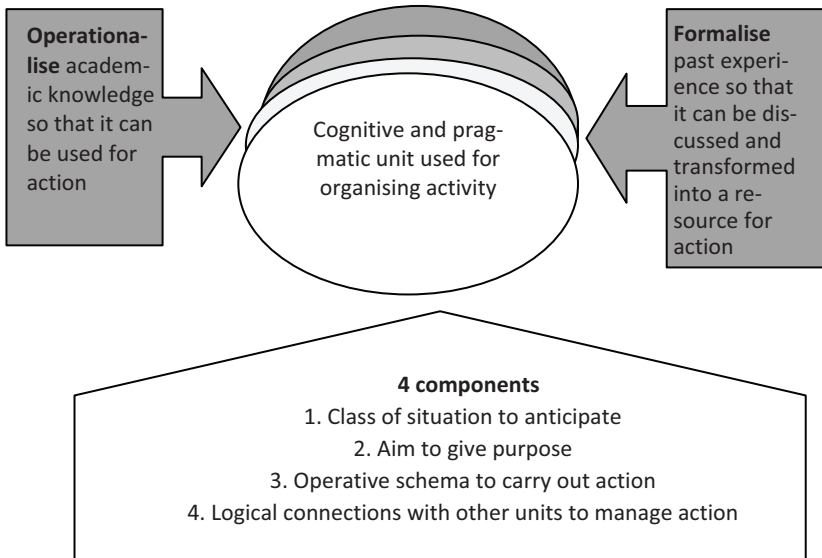 Operationa-
lise academ-
ic knowledge
so that it can
be used for
action
Cognitive and prag-
matic unit used for
organising activity
Formalise
past experi-
ence so that
it can be dis-
cussed and
transformed
into a re-
source for
action
4 components
1. Class of situation to anticipate
2. Aim to give purpose
3. Operative schema to carry out action
4. Logical connections with other units to manage action